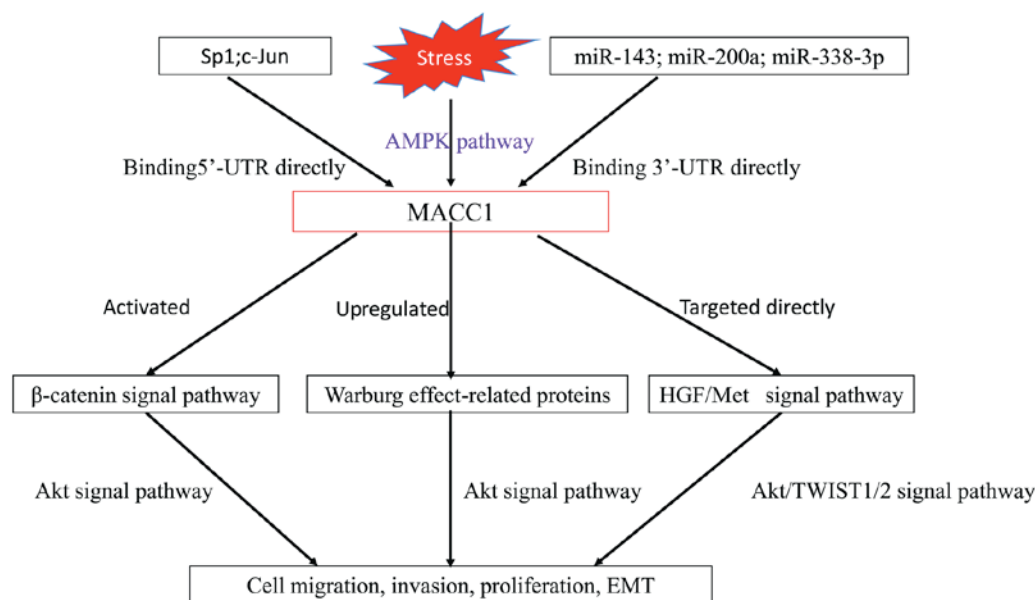 Sp1;c-Jun
Stress
miR-143; miR-200a; miR-338-3p
AMPK pathway
Binding5’-UTR directly
Binding 3’-UTR directly
MACC1
Activated
Upregulated
Targeted directly
β-catenin signal pathway
Warburg effect-related proteins
HGF/Met signal pathway
Akt signal pathway
Akt signal pathway
Akt/TWIST1/2 signal pathway
Cell migration, invasion, proliferation, EMT